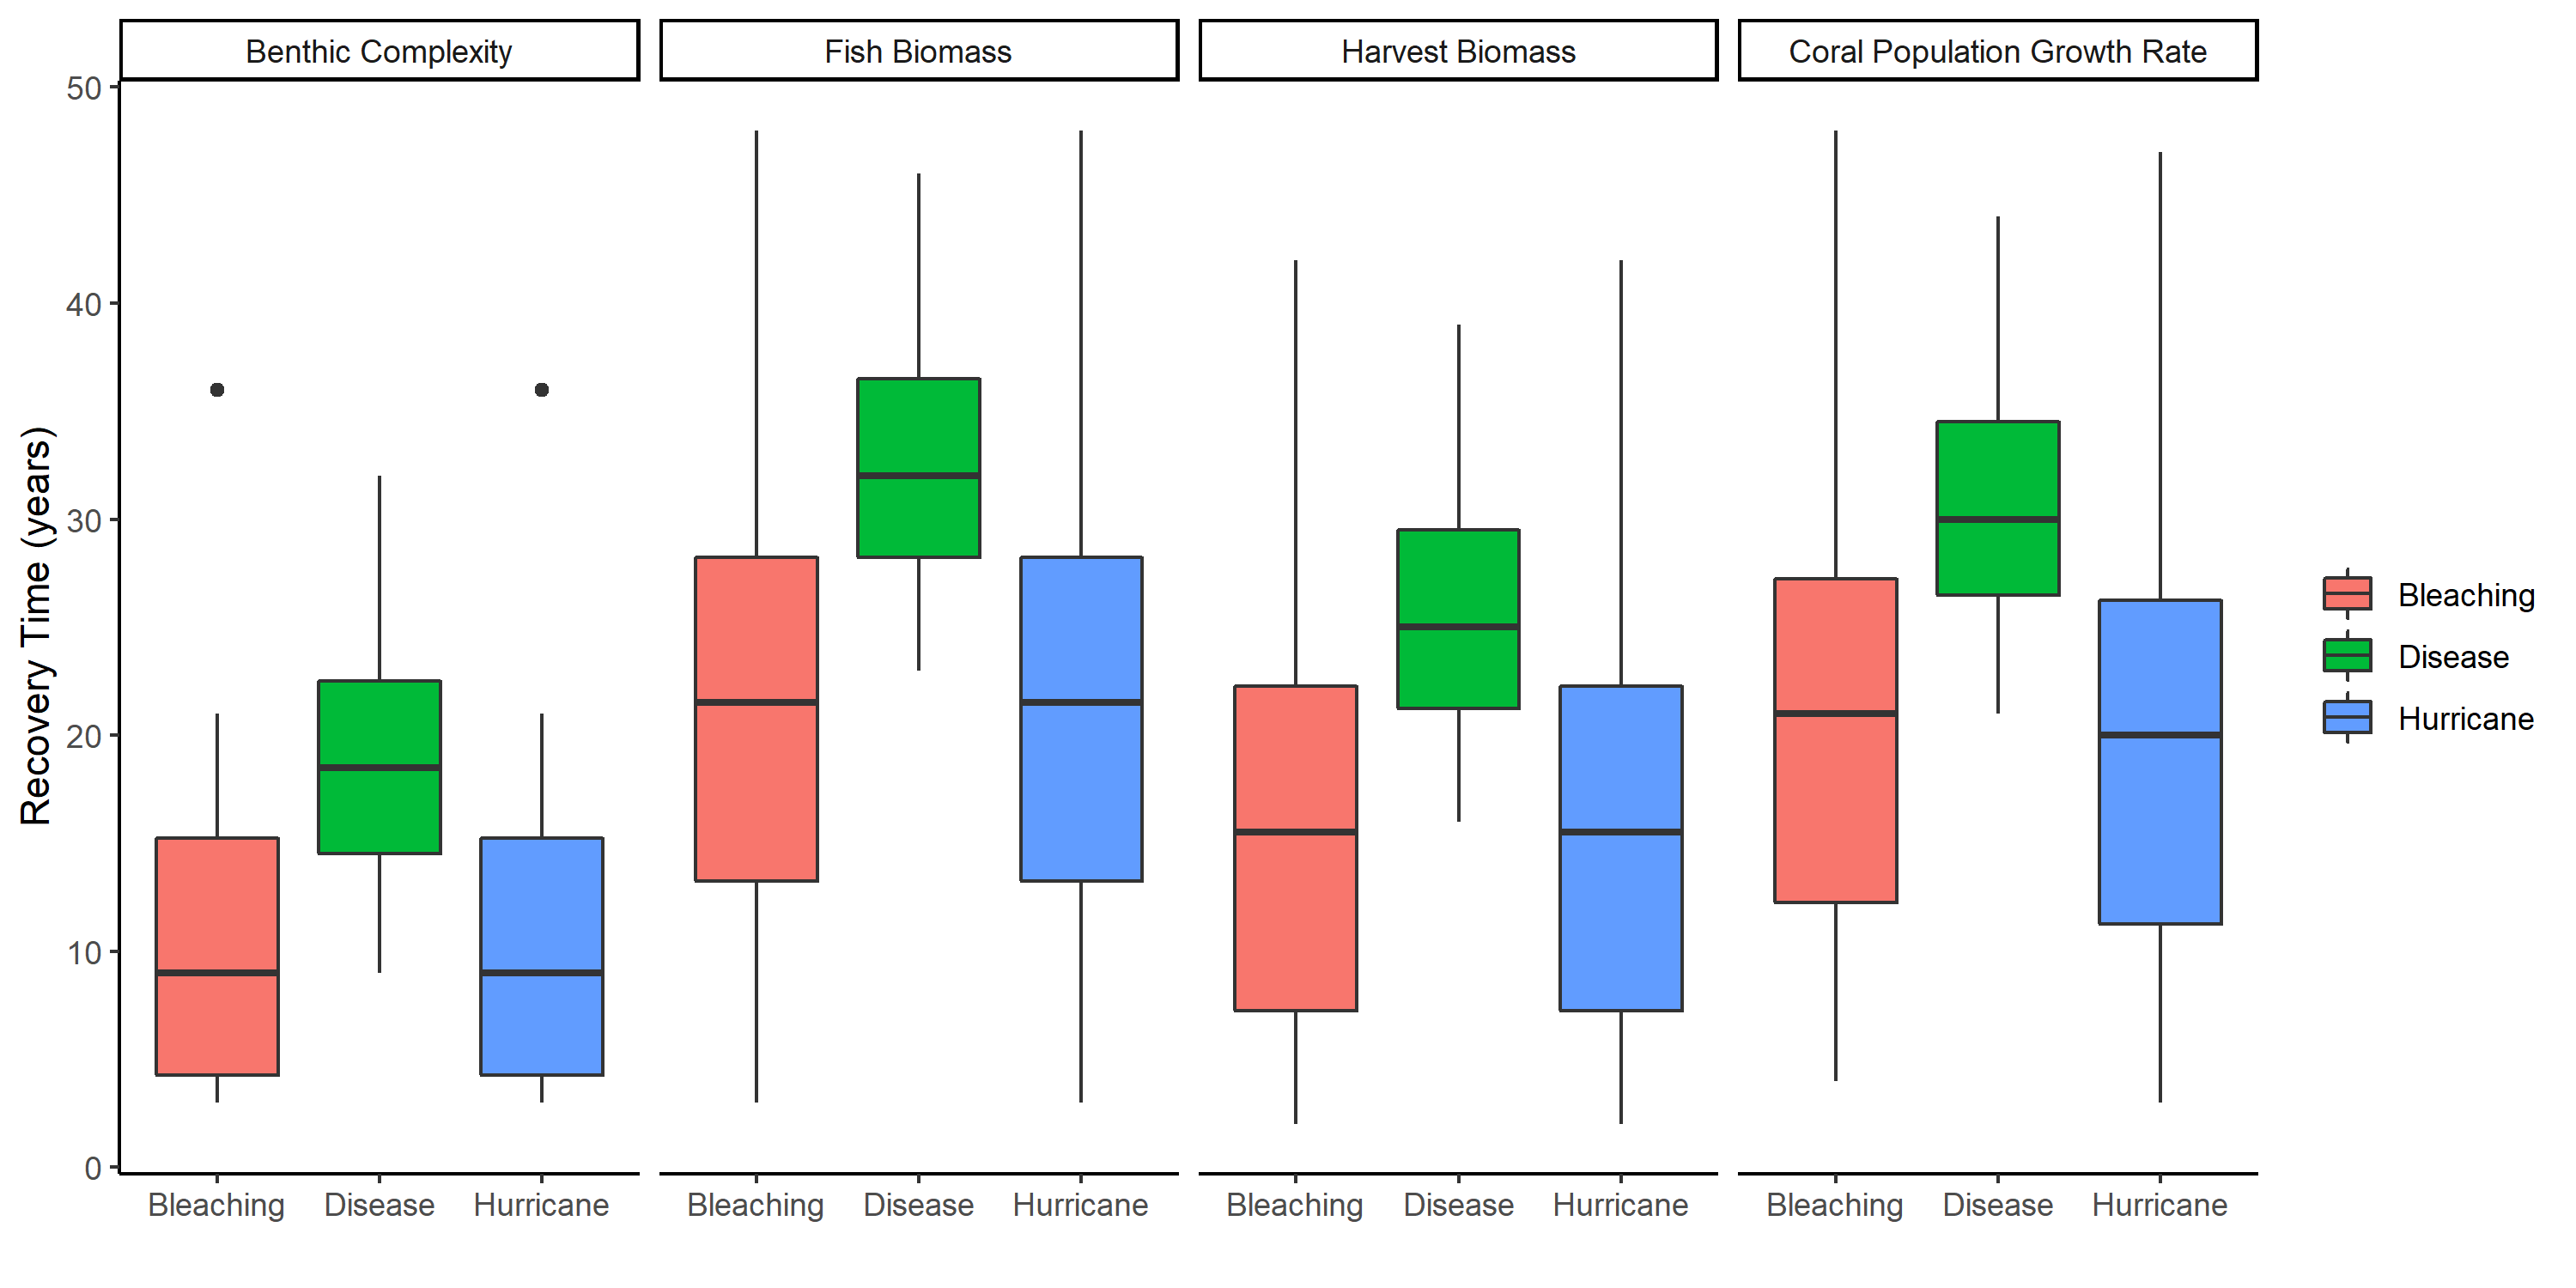 Benthic Complexity
Fish Biomass
Harvest Biomass
Coral Population Growth Rate
Recovery Time (years)
50
40
30
20
10
0
Bleaching
Disease
Hurricane
Bleaching
Disease
Hurricane
Bleaching
Disease
Hurricane
Bleaching
Disease
Hurricane
Bleaching
Disease
Hurricane